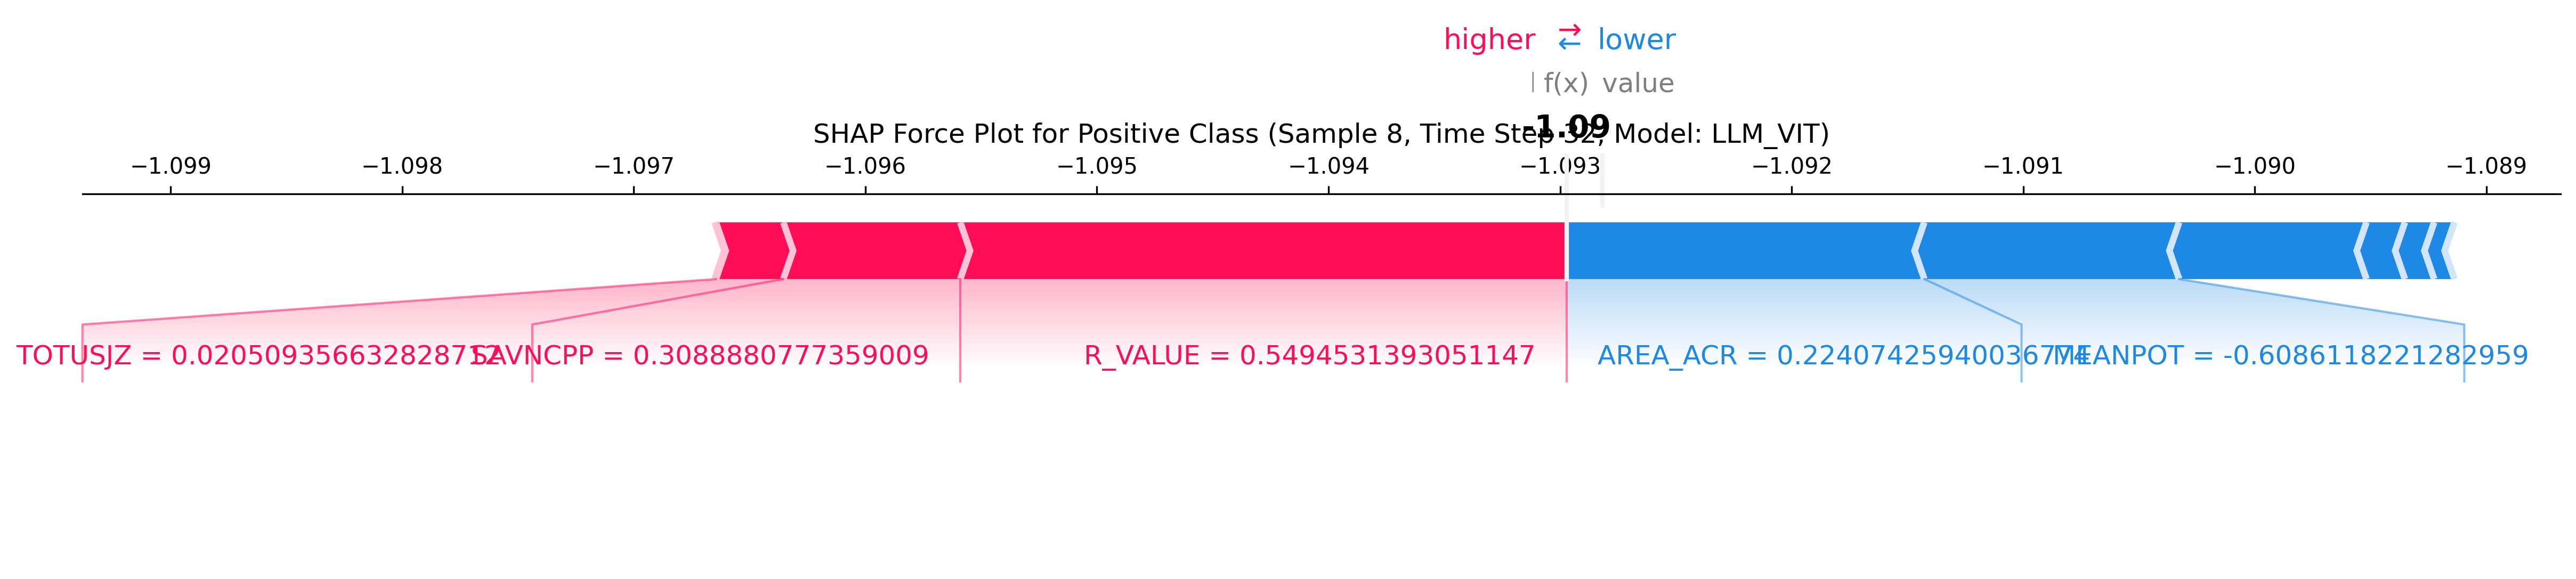 higher ⇄ lower
f(x) value
-1.09
SHAP Force Plot for Positive Class (Sample 8, Time Step 32, Model: LLM_VIT)
−1.099 −1.098 −1.097 −1.096 −1.095 −1.094 −1.093 −1.092 −1.091 −1.090 −1.089
TOTUSJZ = 0.020509356632828712 SAVNCPP = 0.3088880777359009 R_VALUE = 0.5494531393051147 AREA_ACR = 0.22407425940036774 MEANPOT = -0.6086118221282959